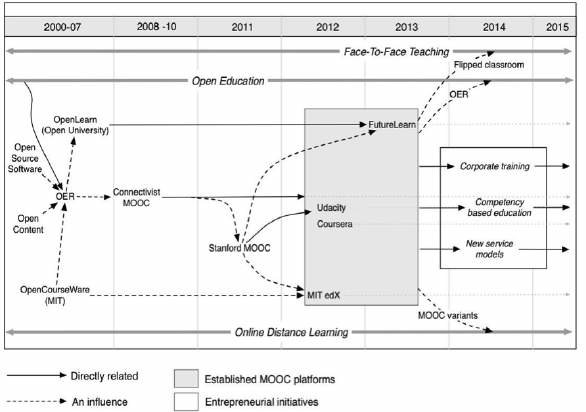 2000-07 2008 -10 2011 2012 2013 2014 2015
Face-To-Face Teaching
Flipped classroom
Open Education
OER
OpenLearn
(Open University)
FutureLearn
Open
Source
Software
Corporate training
OER
Connectivist
MOOC
Udacity
Competency
based education
Open
Content
Coursera
Stanford MOOC
New service
models
OpenCourseWare
(MIT)
MIT edX
MOOC variants
Online Distance Learning
Directly related
Established MOOC platforms
An influence
Entrepreneurial initiatives